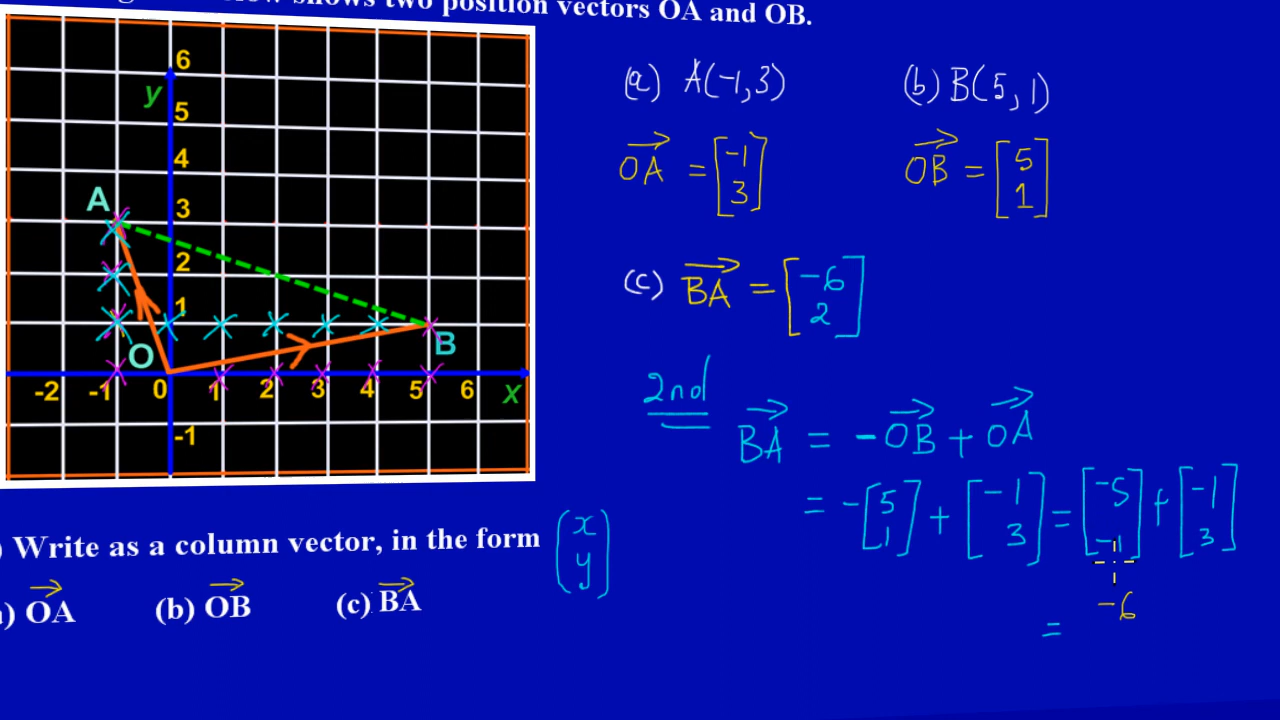 shows two position vectors OA and OB.
6
y
5
4
A
3
2
1
O
B
-2 -1 0 1 2 3 4 5 6 x
-1
(a) A(-1,3)
OA = [-1 3]
(b) B(5,1)
OB = [5 1]
(c) BA = [-6 2]
2nd
BA = -OB + OA
= -[5 1] + [-1 3] = [-5 -1] + [-1 3]
= -6
) Write as a column vector, in the form (x y)
) OA (b) OB (c) BA